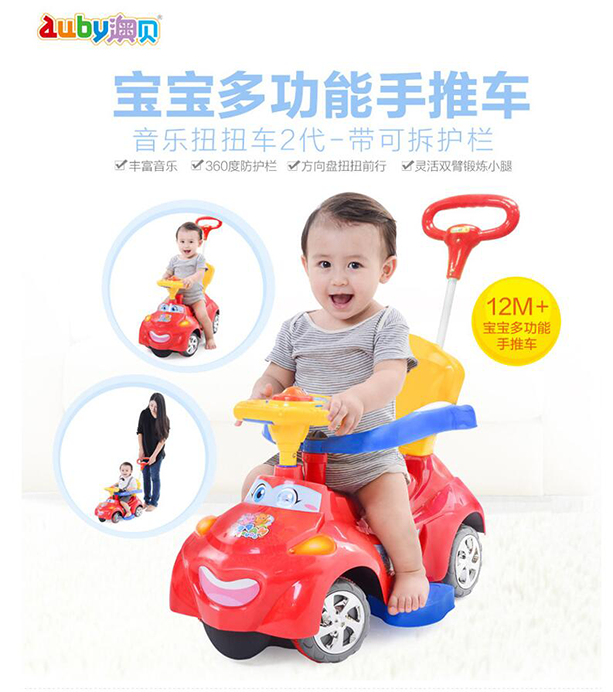 auby澳贝
宝宝多功能手推车
音乐扭扭车2代-带可拆护栏
丰富音乐 360度防护栏 方向盘扭扭前行 灵活双臂锻炼小腿
12M+
宝宝多功能
手推车